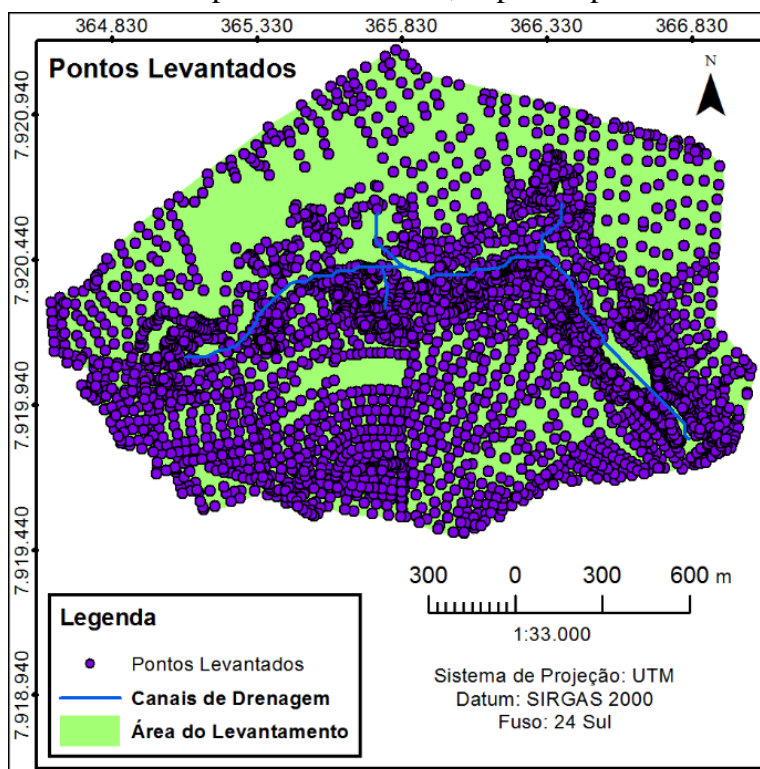 364.830 365.330 365.830 366.330 366.830
Pontos Levantados
N
7.920.940
7.920.440
7.919.940
7.919.440
7.918.940
300 0 300 600 m
1:33.000
Sistema de Projeção: UTM
Datum: SIRGAS 2000
Fuso: 24 Sul
Legenda
Pontos Levantados
Canais de Drenagem
Área do Levantamento